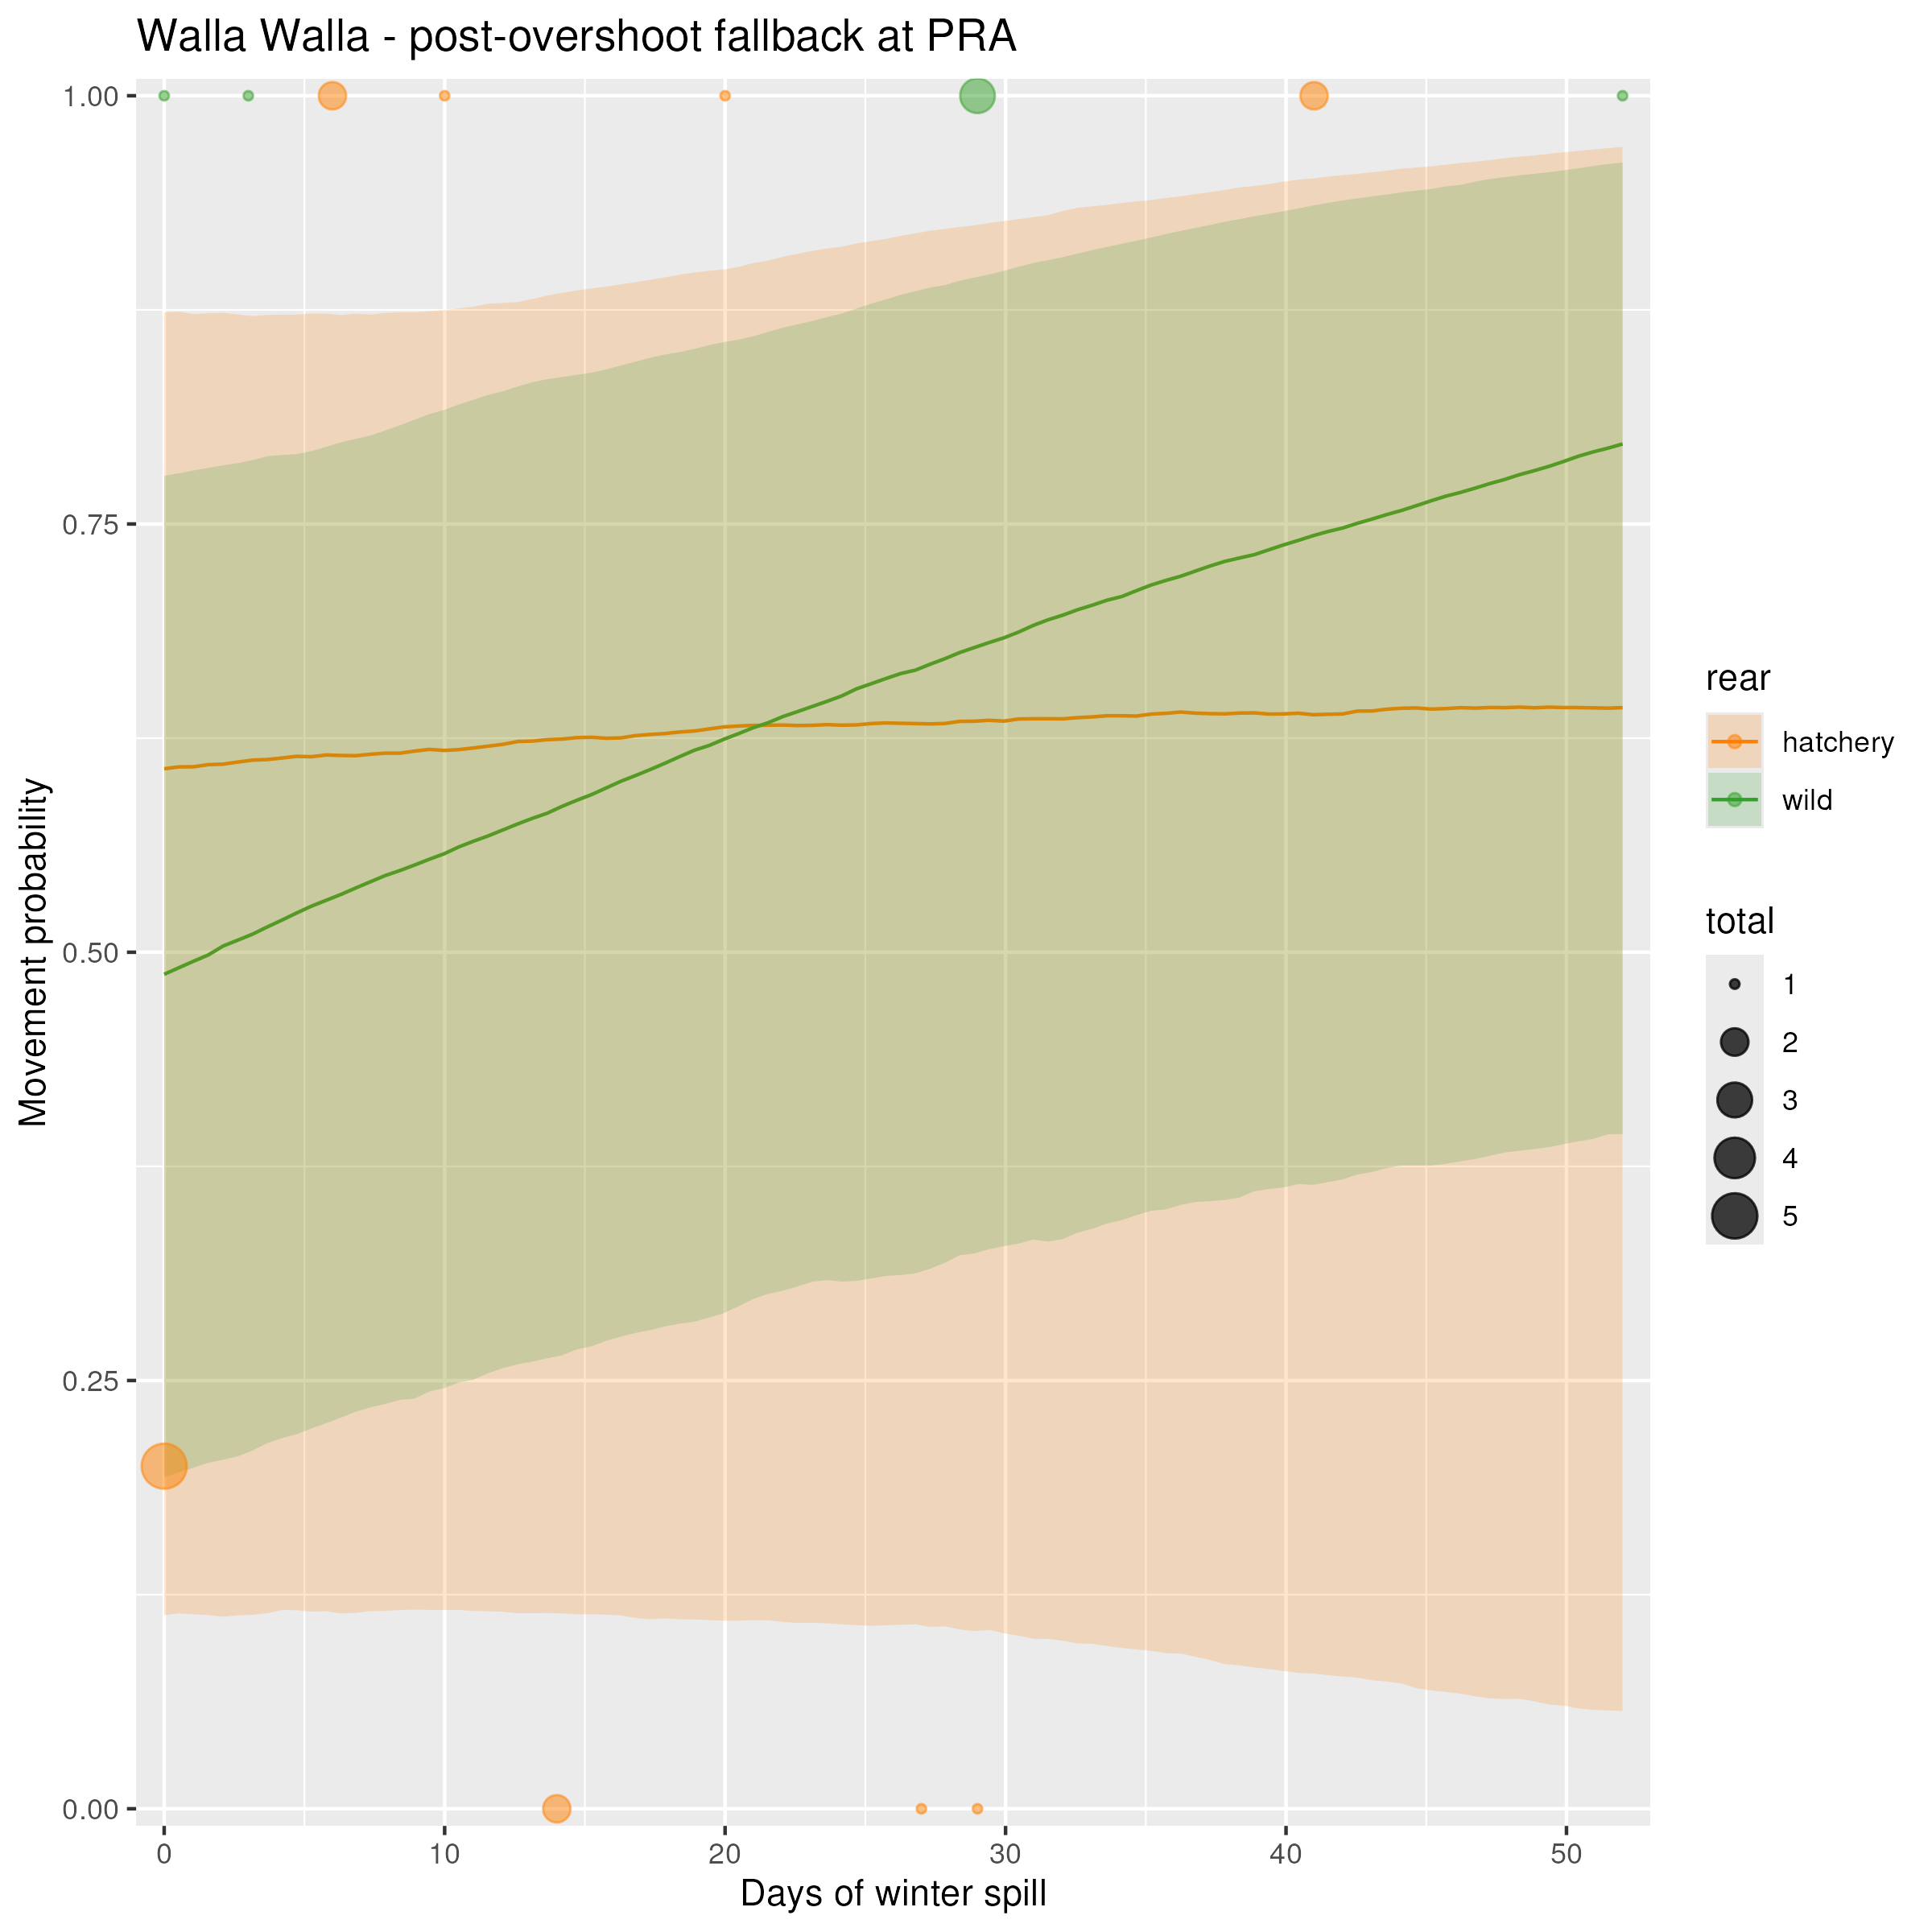 Walla Walla - post-overshoot fallback at PRA
1.00
0.75
0.50
0.25
0.00
Movement probability
0 10 20 30 40 50
Days of winter spill
rear
hatchery
wild
total
1
2
3
4
5